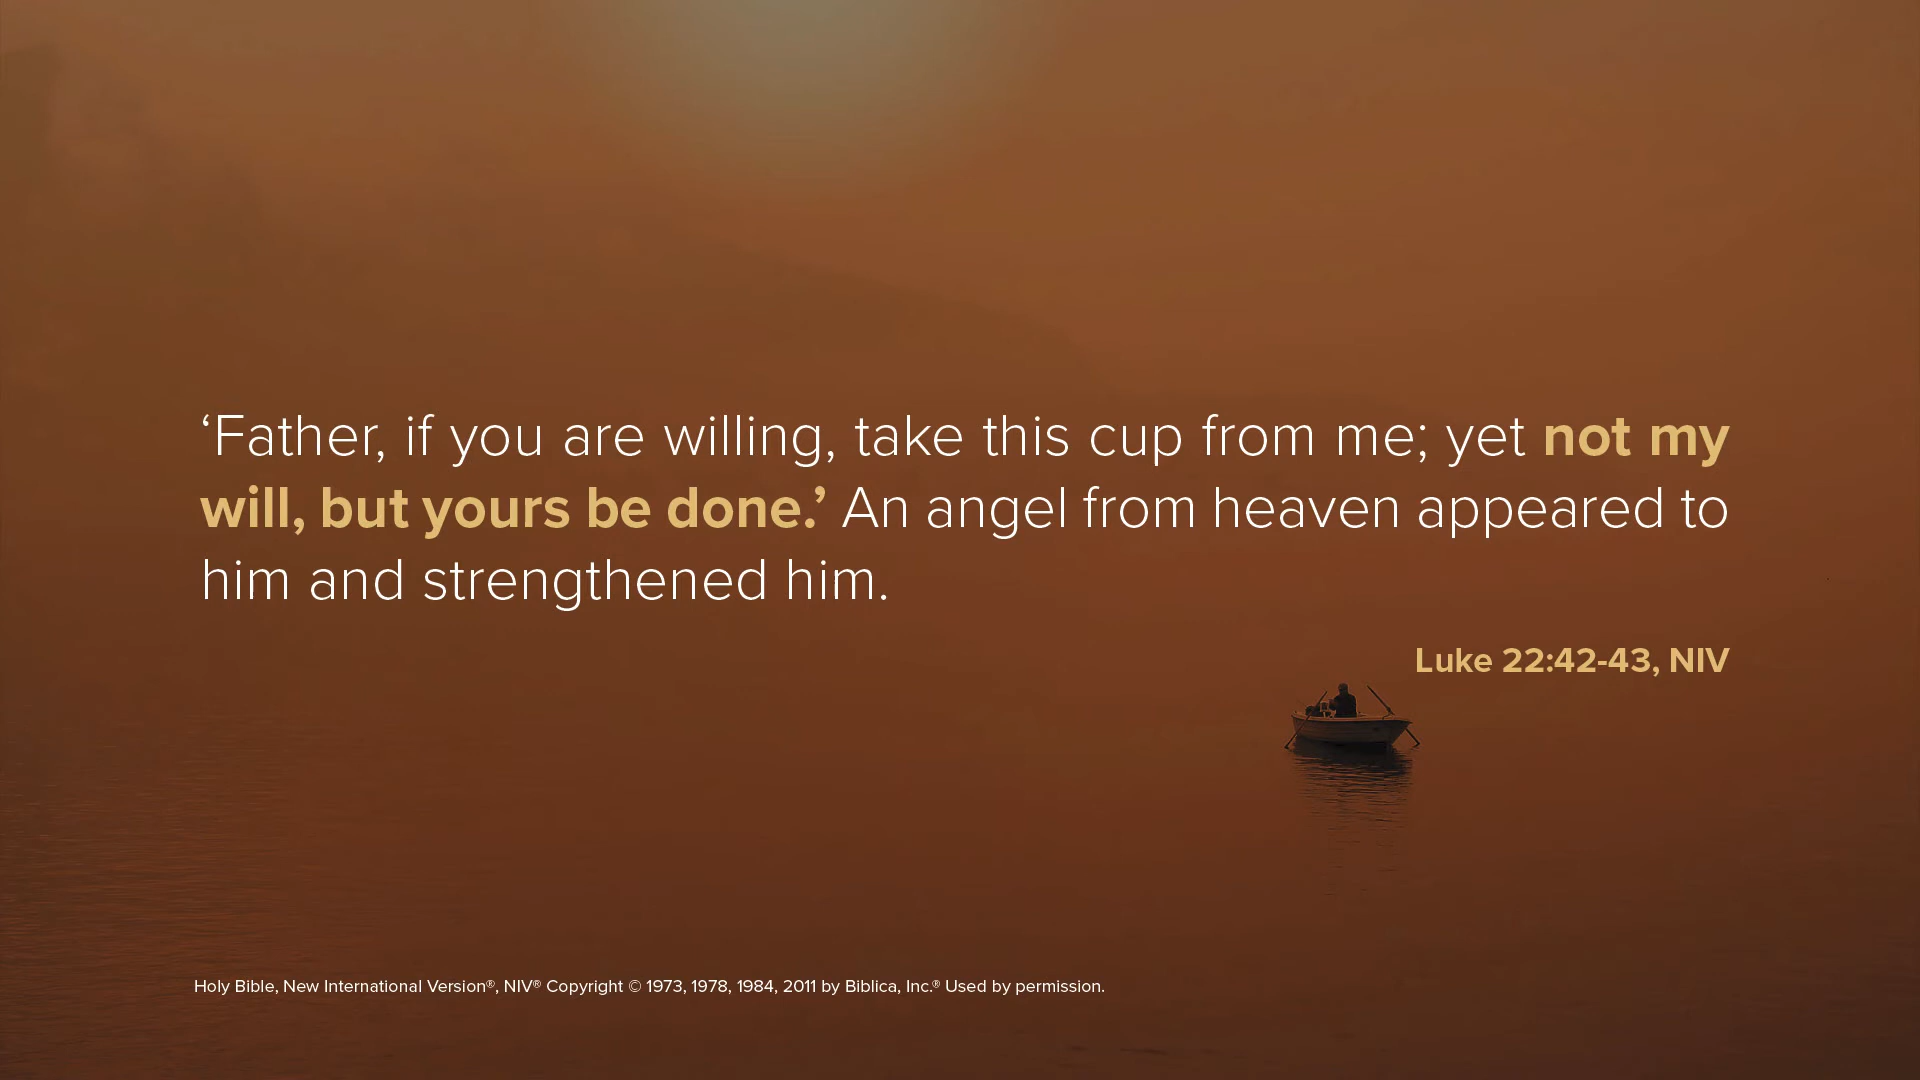 ‘Father, if you are willing, take this cup from me; yet not my
will, but yours be done.’ An angel from heaven appeared to
him and strengthened him.
Luke 22:42-43, NIV
Holy Bible, New International Version®, NIV® Copyright © 1973, 1978, 1984, 2011 by Biblica, Inc.® Used by permission.